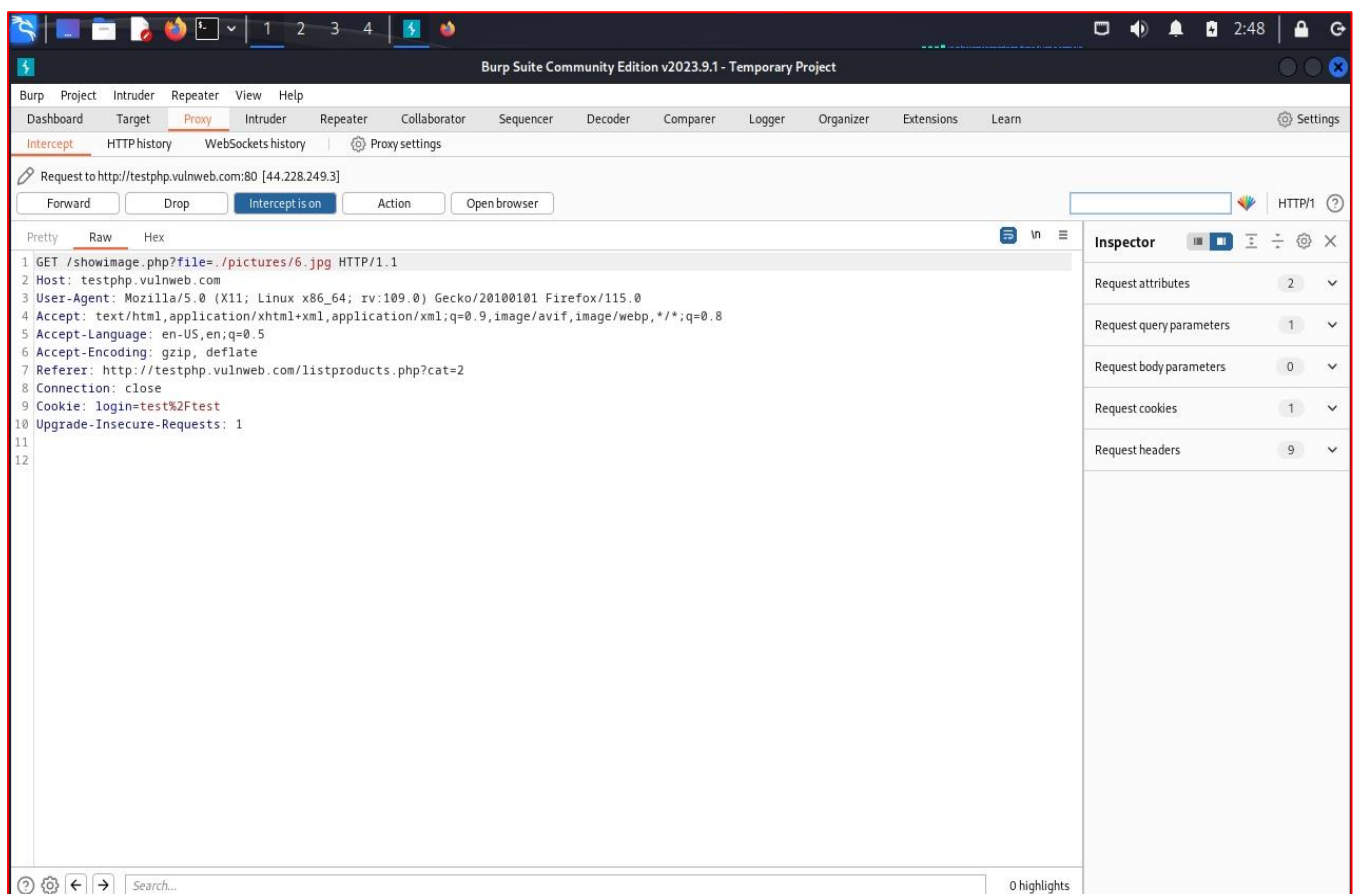 1 2 3 4 2:48
Burp Suite Community Edition v2023.9.1 - Temporary Project
Burp Project Intruder Repeater View Help
Dashboard Target Proxy Intruder Repeater Collaborator Sequencer Decoder Comparer Logger Organizer Extensions Learn Settings
Intercept HTTP history WebSockets history Proxy settings
Request to http://testphp.vulnweb.com:80 [44.228.249.3]
Forward Drop Intercept is on Action Open browser HTTP/1
Pretty Raw Hex \n
Inspector
1 GET /showimage.php?file=./pictures/6.jpg HTTP/1.1
2 Host: testphp.vulnweb.com
3 User-Agent: Mozilla/5.0 (X11; Linux x86_64; rv:109.0) Gecko/20100101 Firefox/115.0
4 Accept: text/html,application/xhtml+xml,application/xml;q=0.9,image/avif,image/webp,*/*;q=0.8
5 Accept-Language: en-US,en;q=0.5
6 Accept-Encoding: gzip, deflate
7 Referer: http://testphp.vulnweb.com/listproducts.php?cat=2
8 Connection: close
9 Cookie: login=test%2Ftest
10 Upgrade-Insecure-Requests: 1
11
12
Request attributes 2
Request query parameters 1
Request body parameters 0
Request cookies 1
Request headers 9
Search... 0 highlights